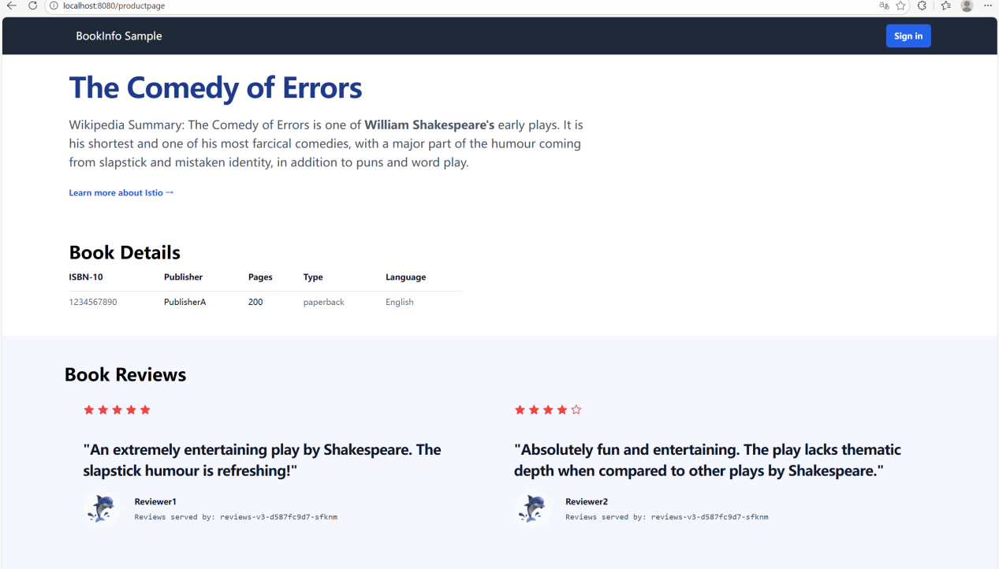 localhost:8080/productpage
BookInfo Sample
Sign in
The Comedy of Errors
Wikipedia Summary: The Comedy of Errors is one of William Shakespeare's early plays. It is
his shortest and one of his most farcical comedies, with a major part of the humour coming
from slapstick and mistaken identity, in addition to puns and word play.
Learn more about Istio →
Book Details
ISBN-10 Publisher Pages Type Language
1234567890 PublisherA 200 paperback English
Book Reviews
"An extremely entertaining play by Shakespeare. The
slapstick humour is refreshing!"
Reviewer1
Reviews served by: reviews-v3-d587fc9d7-sfknm
"Absolutely fun and entertaining. The play lacks thematic
depth when compared to other plays by Shakespeare."
Reviewer2
Reviews served by: reviews-v3-d587fc9d7-sfknm